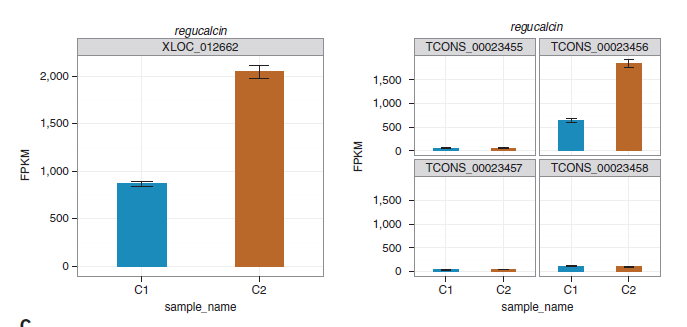 regucalcin
XLOC_012662
FPKM
2,000
1,500
1,000
500
0
C1 C2
sample_name
regucalcin
TCONS_00023455 TCONS_00023456
FPKM
1,500
1,000
500
0
TCONS_00023457 TCONS_00023458
1,500
1,000
500
0
C1 C2 C1 C2
sample_name
C